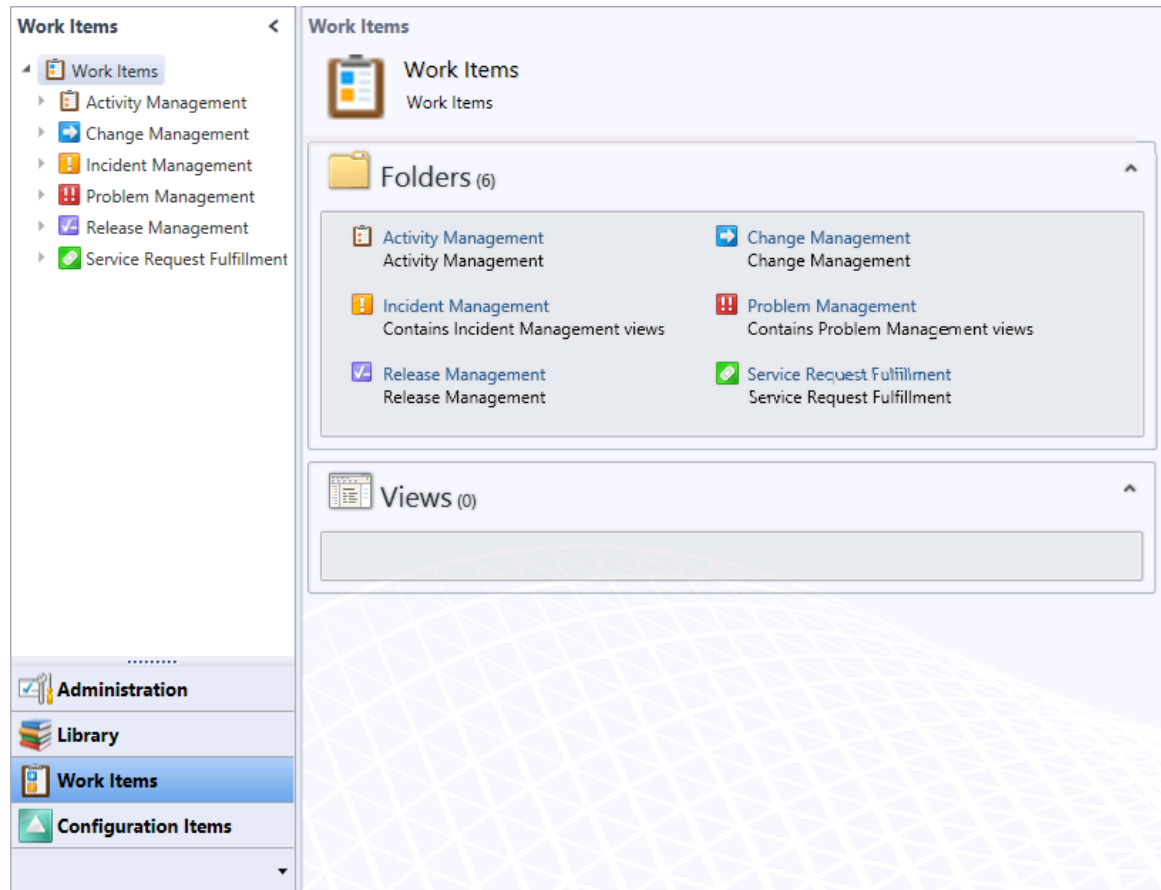 Work Items
Work Items
Activity Management
Change Management
Incident Management
Problem Management
Release Management
Service Request Fulfillment
Administration
Library
Work Items
Configuration Items
Work Items
Work Items
Work Items
Folders (6)
Activity Management
Activity Management
Change Management
Change Management
Incident Management
Contains Incident Management views
Problem Management
Contains Problem Management views
Release Management
Release Management
Service Request Fulfillment
Service Request Fulfillment
Views (0)